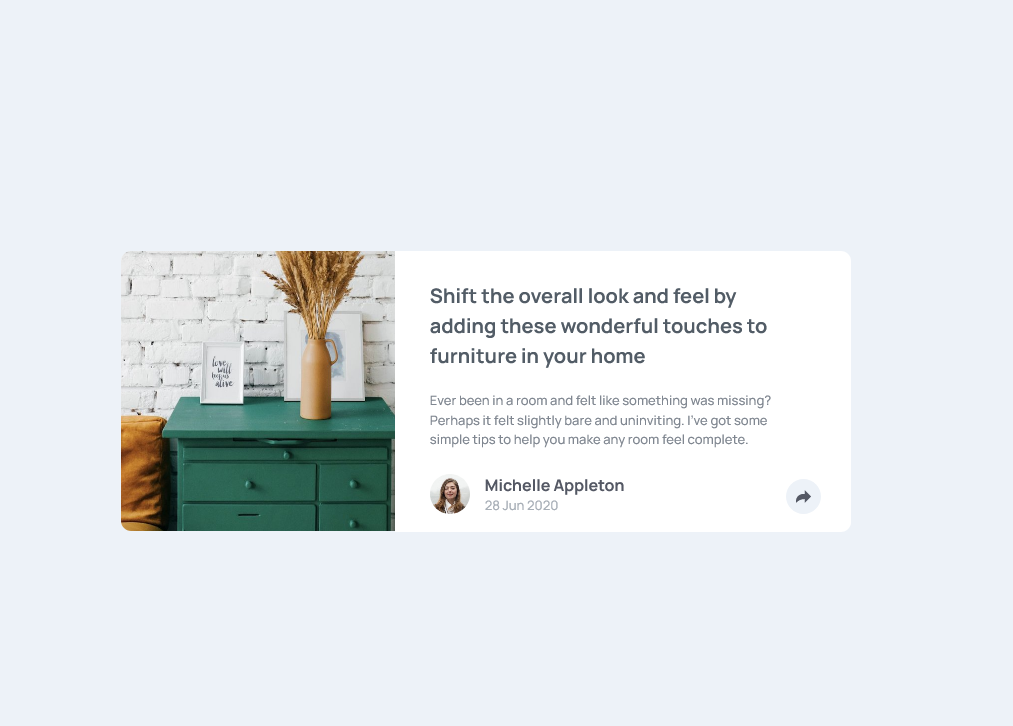 love
will
keep us
alive
Shift the overall look and feel by
adding these wonderful touches to
furniture in your home
Ever been in a room and felt like something was missing?
Perhaps it felt slightly bare and uninviting. I've got some
simple tips to help you make any room feel complete.
Michelle Appleton
28 Jun 2020